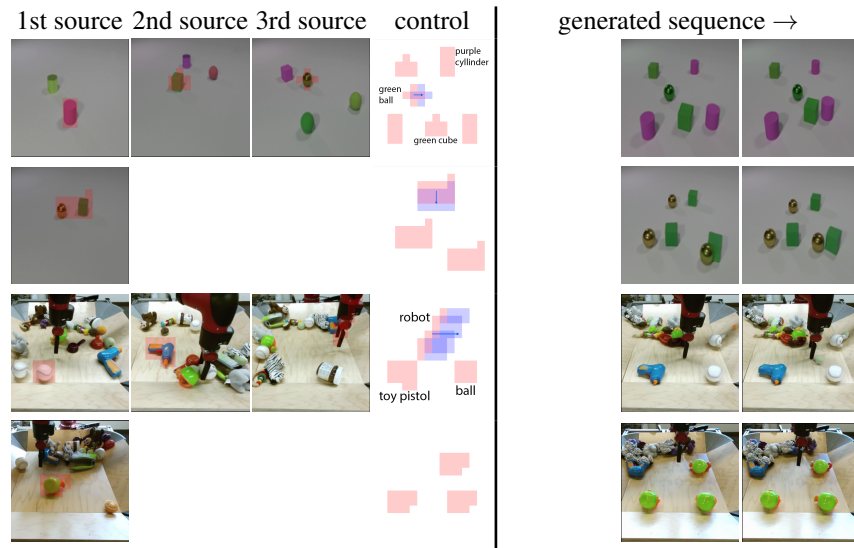 1st source 2nd source 3rd source control generated sequence →
purple
cyllinder
green
ball
green cube
robot
toy pistol
ball